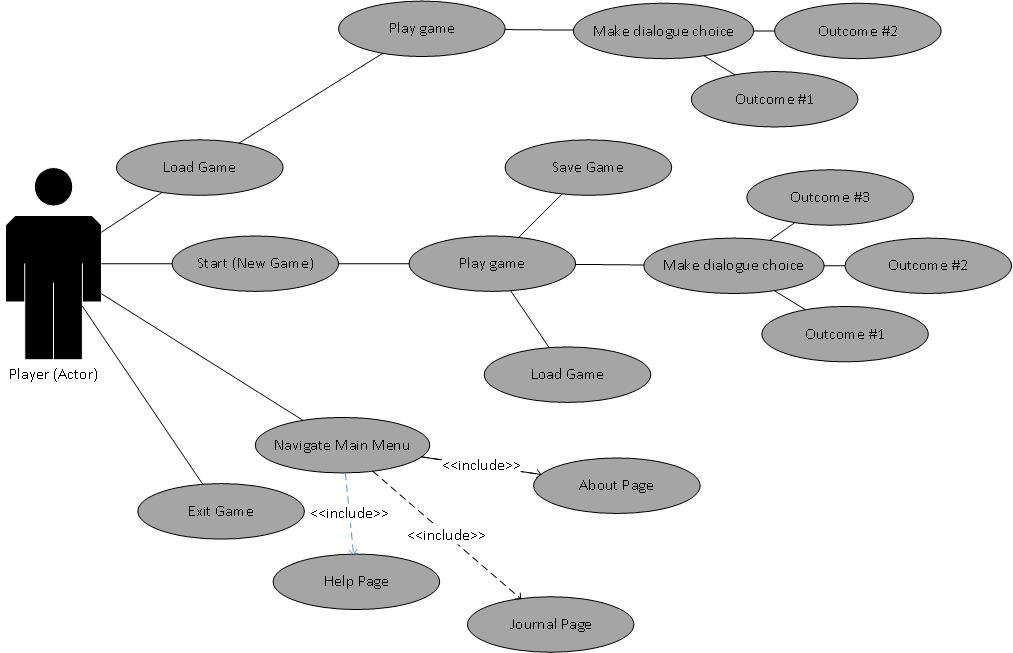 Play game
Make dialogue choice
Outcome #2
Outcome #1
Load Game
Save Game
Outcome #3
Start (New Game)
Play game
Make dialogue choice
Outcome #2
Outcome #1
Load Game
Player (Actor)
Navigate Main Menu
<<include>>
About Page
Exit Game
<<include>>
<<include>>
Help Page
Journal Page